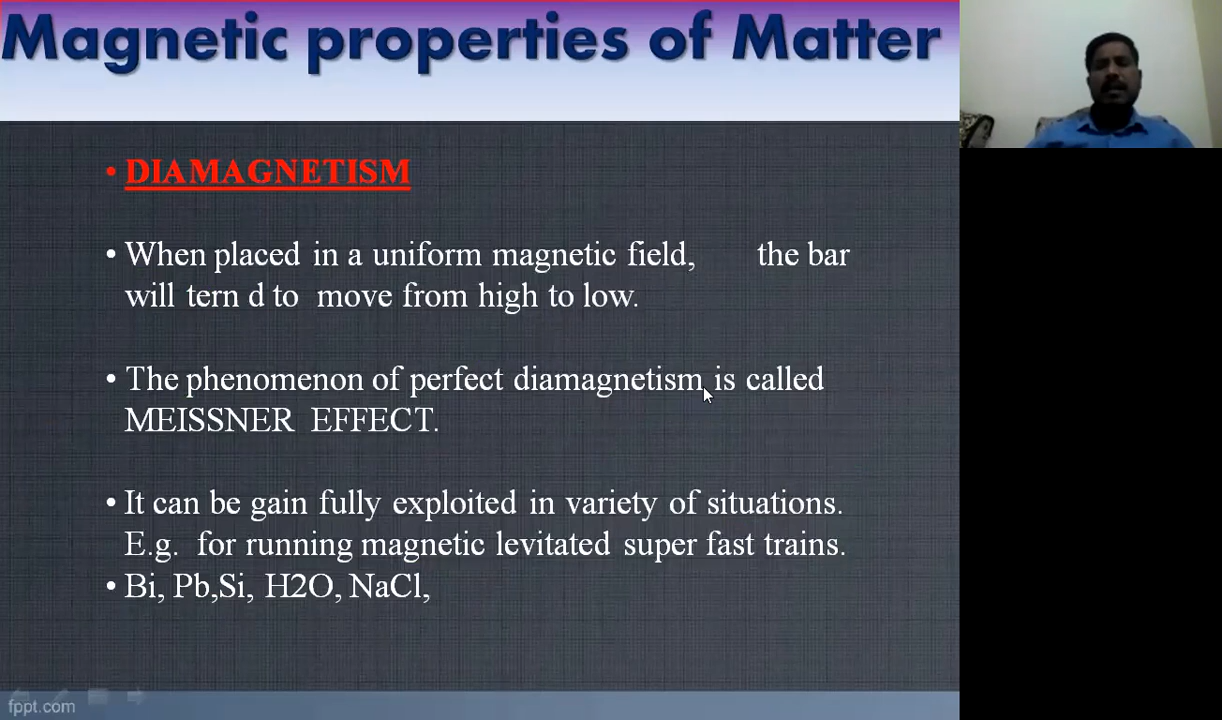 Magnetic properties of Matter
• DIAMAGNETISM
• When placed in a uniform magnetic field, the bar
will tern d to move from high to low.
• The phenomenon of perfect diamagnetism is called
MEISSNER EFFECT.
• It can be gain fully exploited in variety of situations.
E.g. for running magnetic levitated super fast trains.
• Bi, Pb,Si, H2O, NaCl,
fppt.com